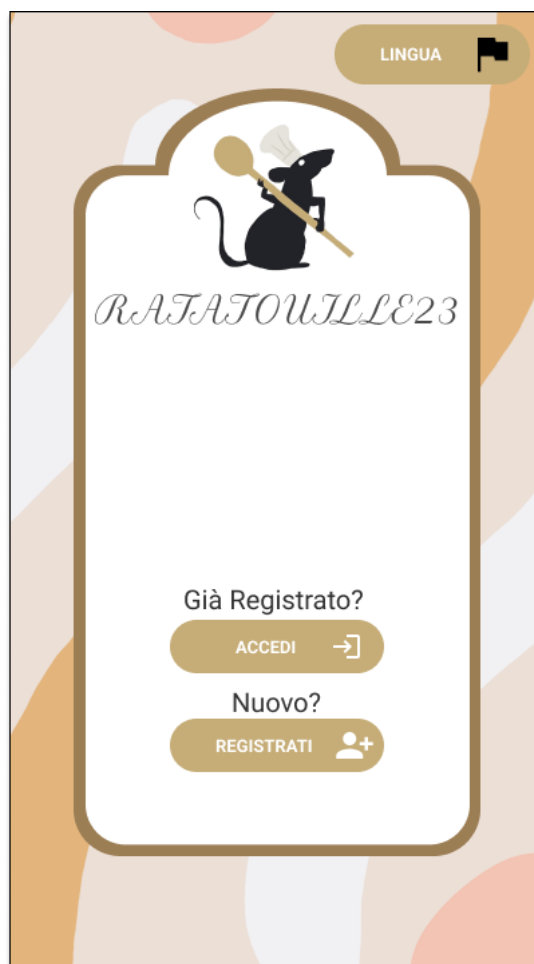 LINGUA
RATATOUILLE23
Già Registrato?
ACCEDI
Nuovo?
REGISTRATI